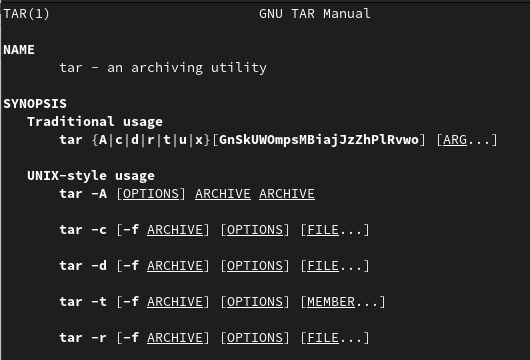 TAR(1) GNU TAR Manual
NAME
tar - an archiving utility
SYNOPSIS
Traditional usage
tar {A|c|d|r|t|u|x}[GnSkUWOmpsMBiajJzZhPlRvwo] [ARG...]
UNIX-style usage
tar -A [OPTIONS] ARCHIVE ARCHIVE
tar -c [-f ARCHIVE] [OPTIONS] [FILE...]
tar -d [-f ARCHIVE] [OPTIONS] [FILE...]
tar -t [-f ARCHIVE] [OPTIONS] [MEMBER...]
tar -r [-f ARCHIVE] [OPTIONS] [FILE...]